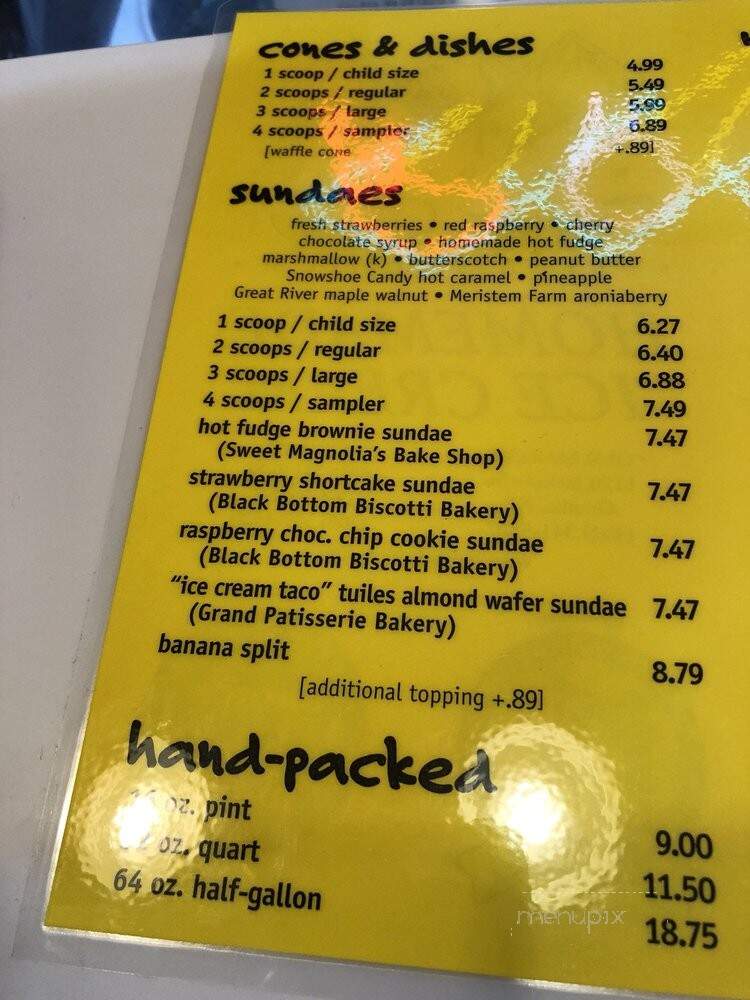 cones & dishes
1 scoop / child size 4.99
2 scoops / regular 5.49
3 scoops / large 5.99
4 scoops / sampler 6.89
[waffle cone +.89]
sundaes
fresh strawberries • red raspberry • cherry
chocolate syrup • homemade hot fudge
marshmallow (k) • butterscotch • peanut butter
Snowshoe Candy hot caramel • pineapple
Great River maple walnut • Meristem Farm aroniaberry
1 scoop / child size 6.27
2 scoops / regular 6.40
3 scoops / large 6.88
4 scoops / sampler 7.49
hot fudge brownie sundae 7.47
(Sweet Magnolia's Bake Shop)
strawberry shortcake sundae 7.47
(Black Bottom Biscotti Bakery)
raspberry choc. chip cookie sundae 7.47
(Black Bottom Biscotti Bakery)
"ice cream taco" tuiles almond wafer sundae 7.47
(Grand Patisserie Bakery)
banana split 8.79
[additional topping +.89]
hand-packed
oz. pint 9.00
oz. quart 11.50
64 oz. half-gallon 18.75
menupix